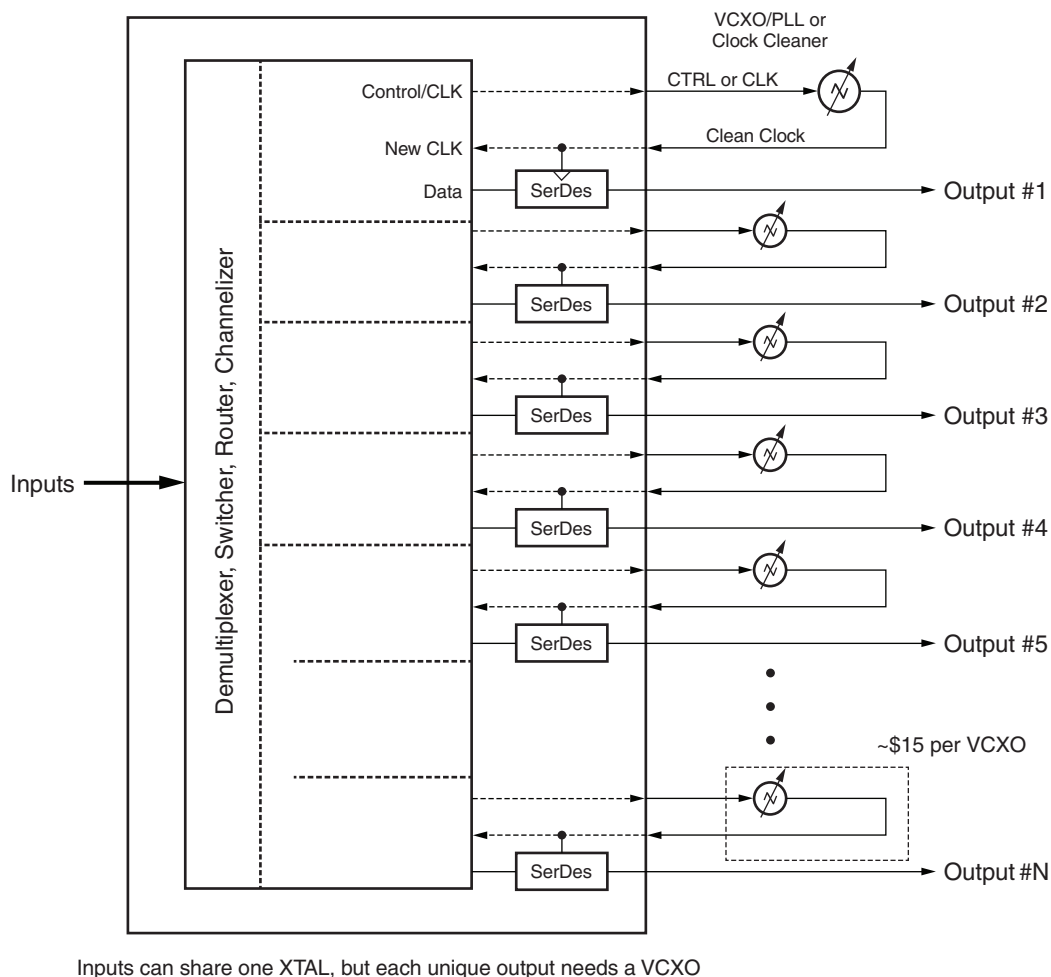 VCXO/PLL or
Clock Cleaner
Control/CLK
CTRL or CLK
New CLK
Clean Clock
Data
SerDes
Output #1
SerDes
Output #2
SerDes
Output #3
Demultiplexer, Switcher, Router, Channelizer
Inputs
SerDes
Output #4
SerDes
Output #5
~$15 per VCXO
SerDes
Output #N
Inputs can share one XTAL, but each unique output needs a VCXO